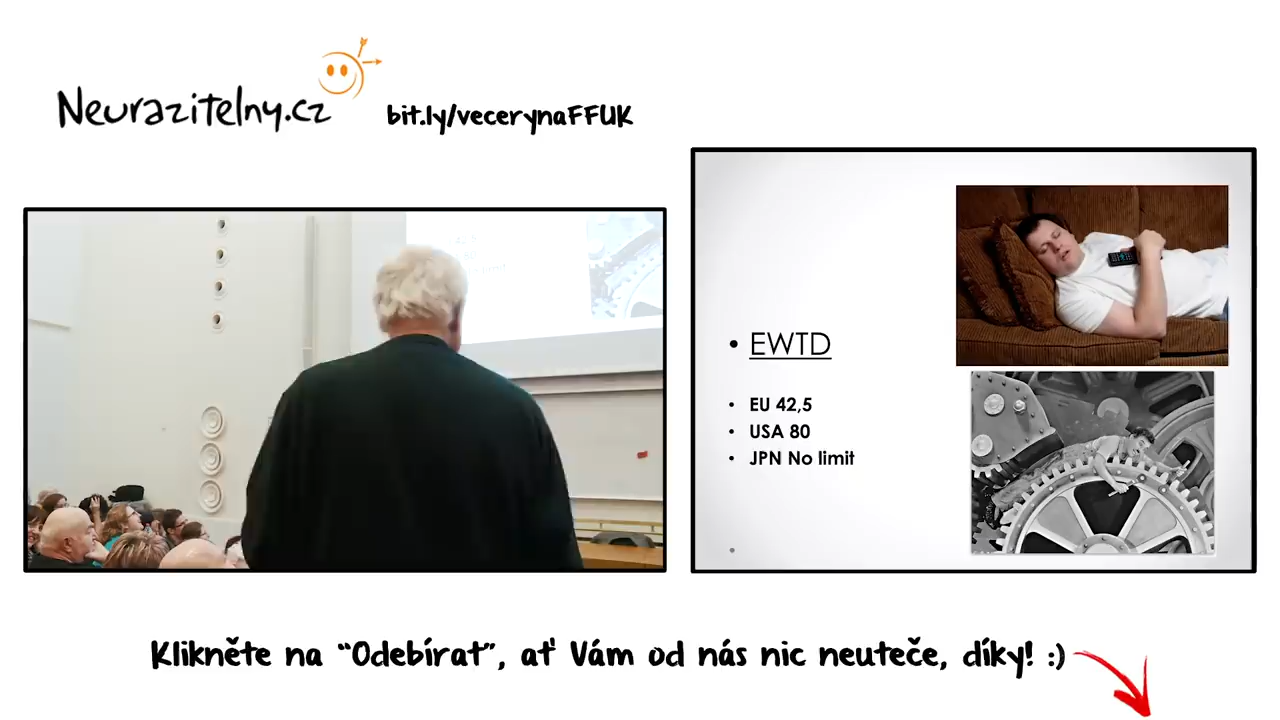 Neurazitelny.cz
bit.ly/vecerynaFFUK
• EWTD
• EU 42,5
• USA 80
• JPN No limit
Klikněte na “Odebírat”, ať Vám od nás nic neuteče, díky! :)